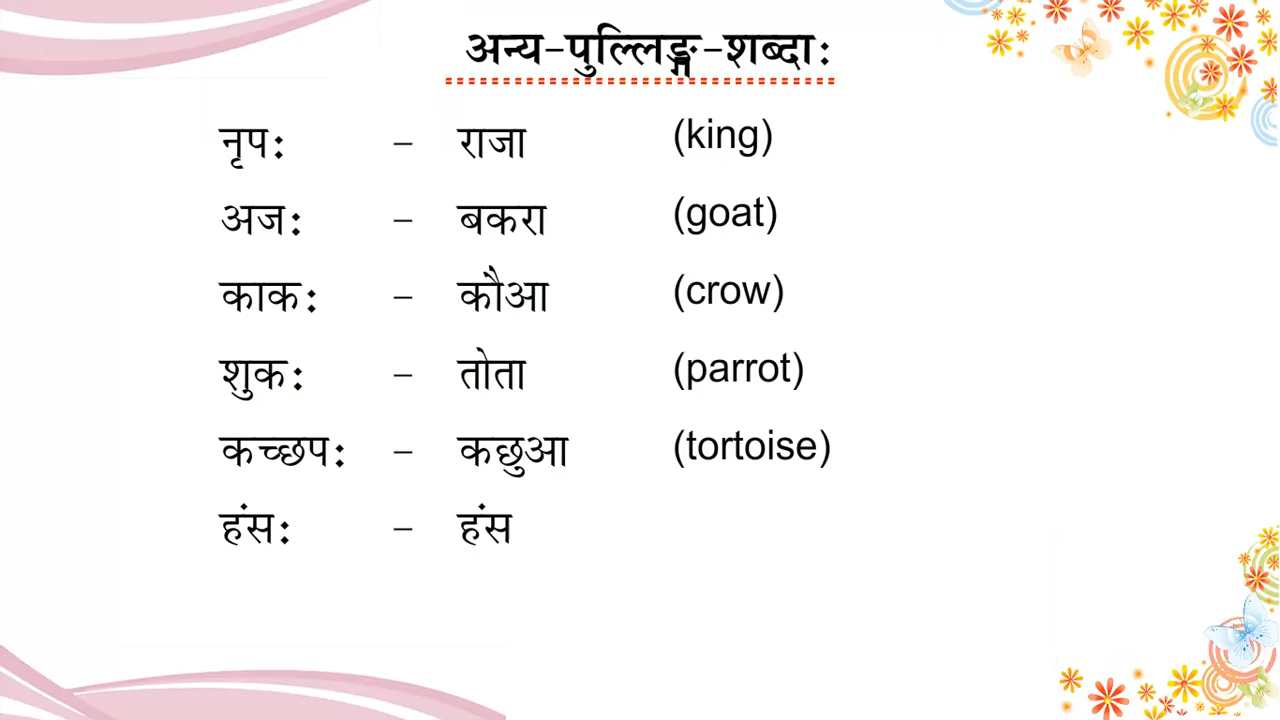 अन्य-पुल्लिङ्ग-शब्दाः
नृपः - राजा (king)
अजः - बकरा (goat)
काकः - कौआ (crow)
शुकः - तोता (parrot)
कच्छपः - कछुआ (tortoise)
हंसः - हंस